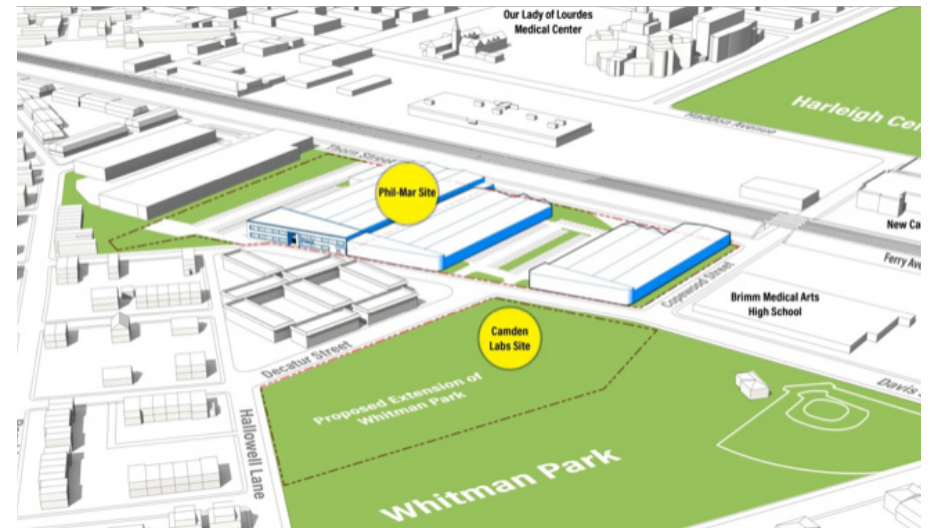 Our Lady of Lourdes
Medical Center
Harleigh Ce
Haddon Avenue
Thorn Street
Phil-Mar Site
New Ca
Ferry Av
Copewood Street
Brimm Medical Arts
High School
Camden
Labs Site
Decatur Street
Davis S
Proposed Extension of
Whitman Park
Hallowell Lane
Whitman Park